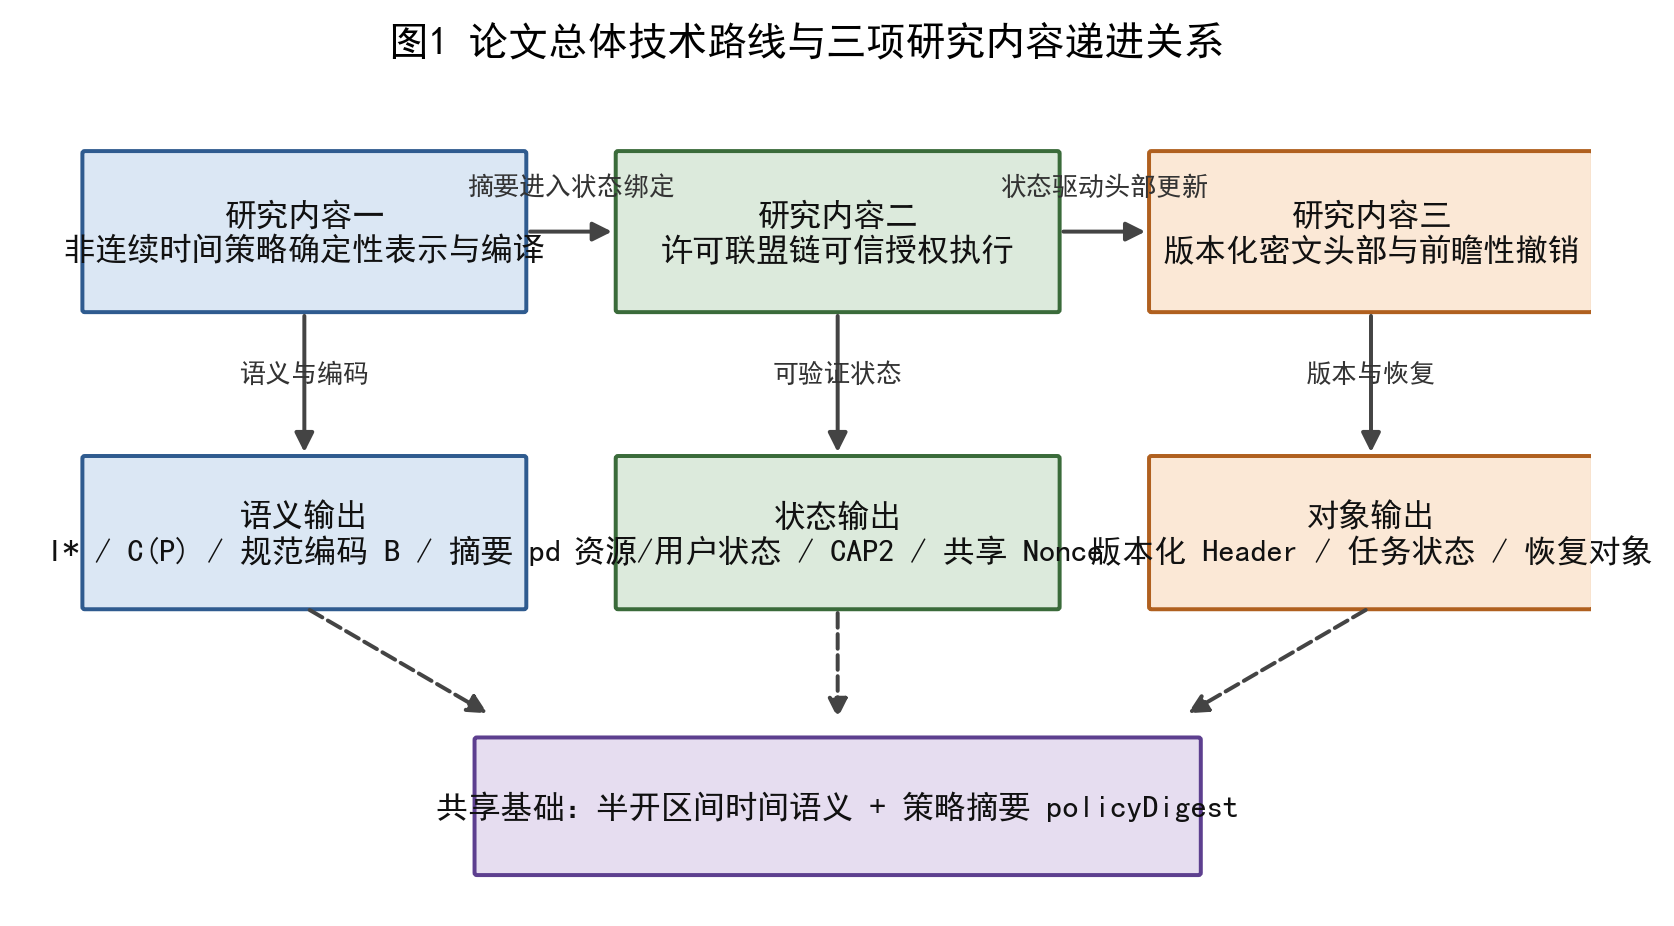 图1 论文总体技术路线与三项研究内容递进关系
摘要进入状态绑定
状态驱动头部更新
研究内容一
非连续时间策略确定性表示与编译
研究内容二
许可联盟链可信授权执行
研究内容三
版本化密文头部与前瞻性撤销
语义与编码
可验证状态
版本与恢复
语义输出
I* / C(P) / 规范编码 B / 摘要 pd
状态输出
资源/用户状态 / CAP2 / 共享 Nonce
对象输出
版本化 Header / 任务状态 / 恢复对象
共享基础：半开区间时间语义 + 策略摘要 policyDigest